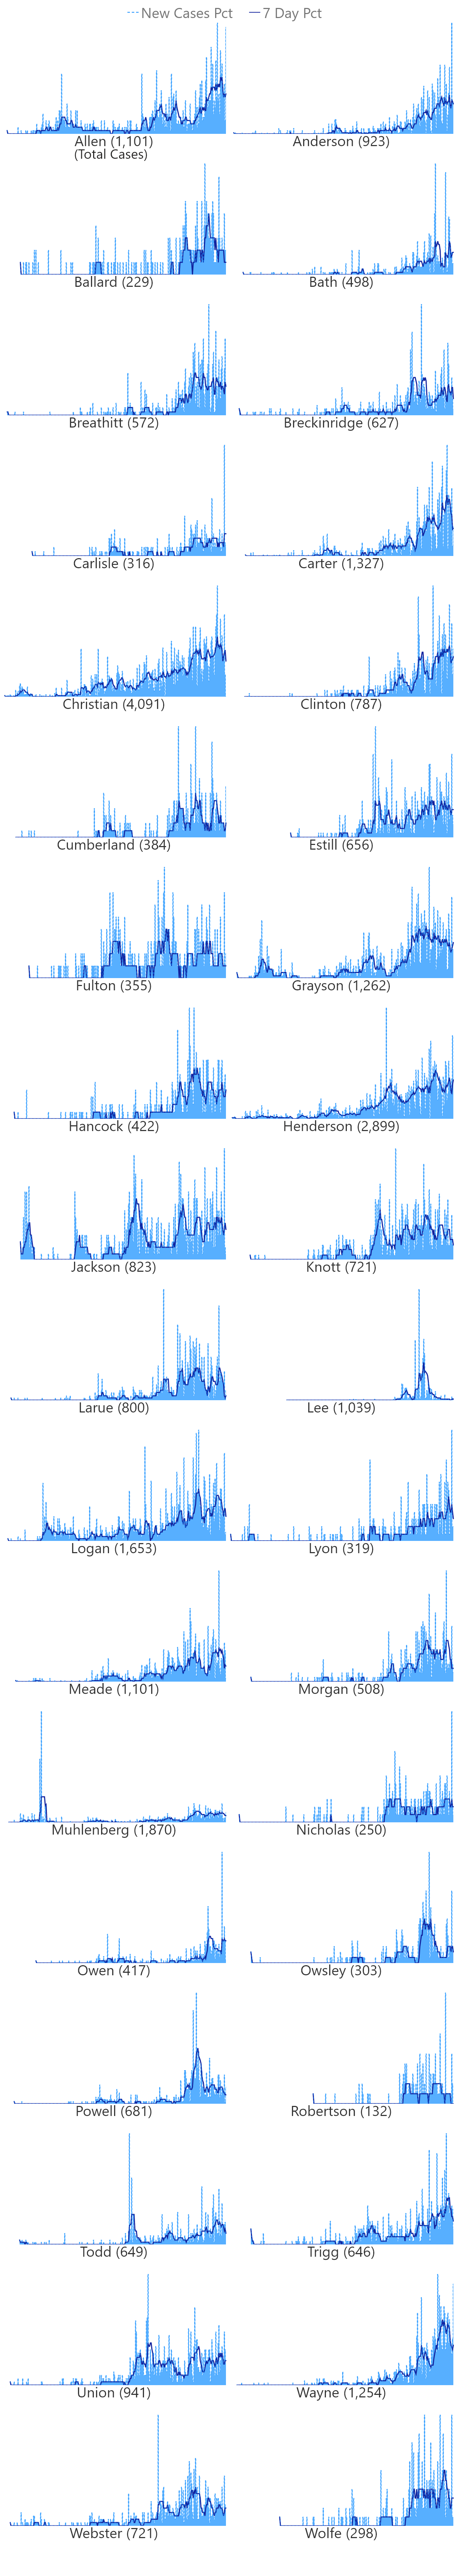 New Cases Pct 7 Day Pct
Allen (1,101) Anderson (923)
(Total Cases)
Ballard (229) Bath (498)
Breathitt (572) Breckinridge (627)
Carlisle (316) Carter (1,327)
Christian (4,091) Clinton (787)
Cumberland (384) Estill (656)
Fulton (355) Grayson (1,262)
Hancock (422) Henderson (2,899)
Jackson (823) Knott (721)
Larue (800) Lee (1,039)
Logan (1,653) Lyon (319)
Meade (1,101) Morgan (508)
Muhlenberg (1,870) Nicholas (250)
Owen (417) Owsley (303)
Powell (681) Robertson (132)
Todd (649) Trigg (646)
Union (941) Wayne (1,254)
Webster (721) Wolfe (298)